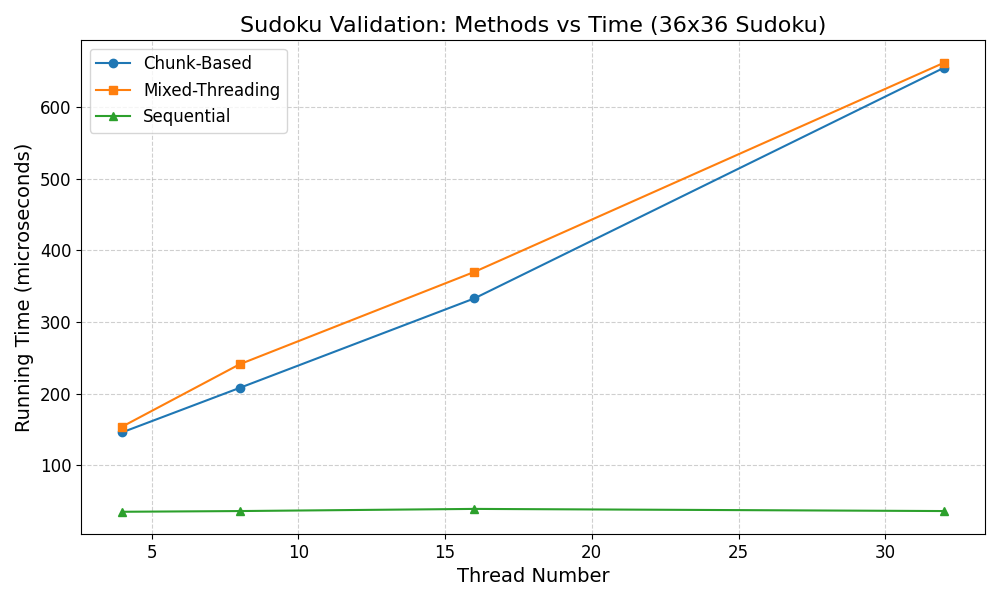 Sudoku Validation: Methods vs Time (36x36 Sudoku)
Chunk-Based
Mixed-Threading
Sequential
Running Time (microseconds)
600
500
400
300
200
100
5 10 15 20 25 30
Thread Number